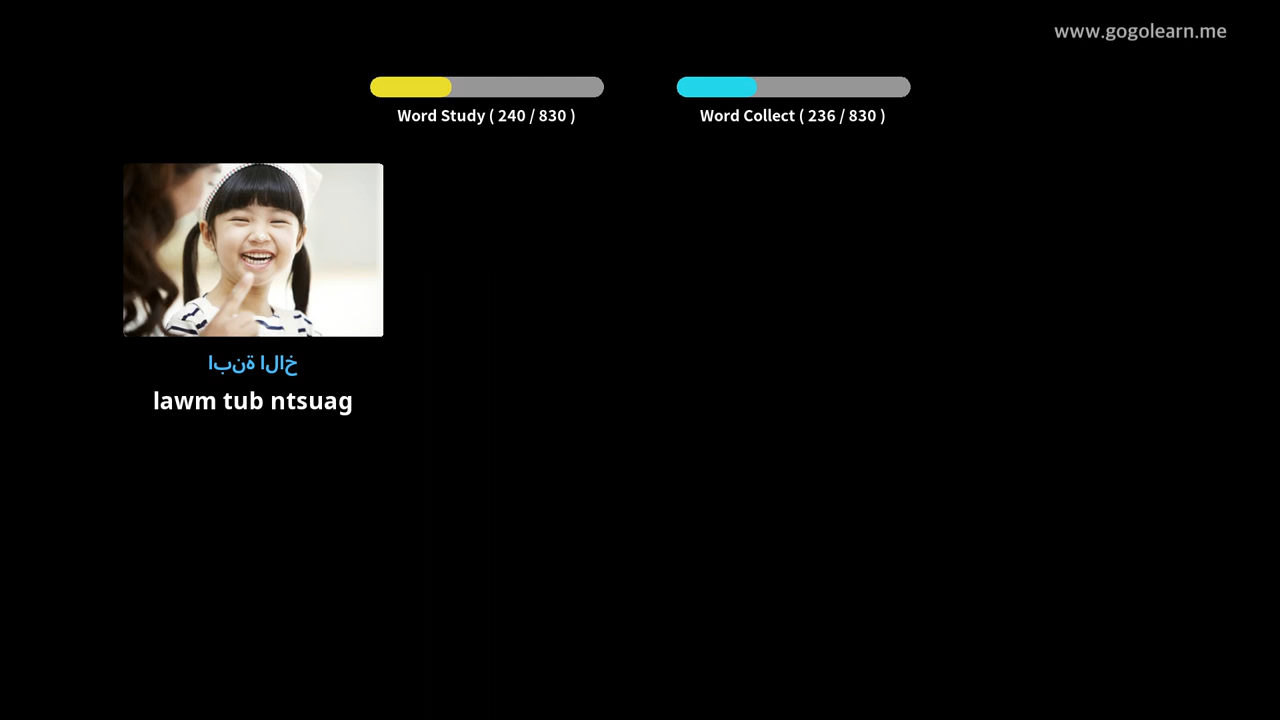 www.gogolearn.me
Word Study ( 240 / 830 )
Word Collect ( 236 / 830 )
ابنة الاخ
lawm tub ntsuag